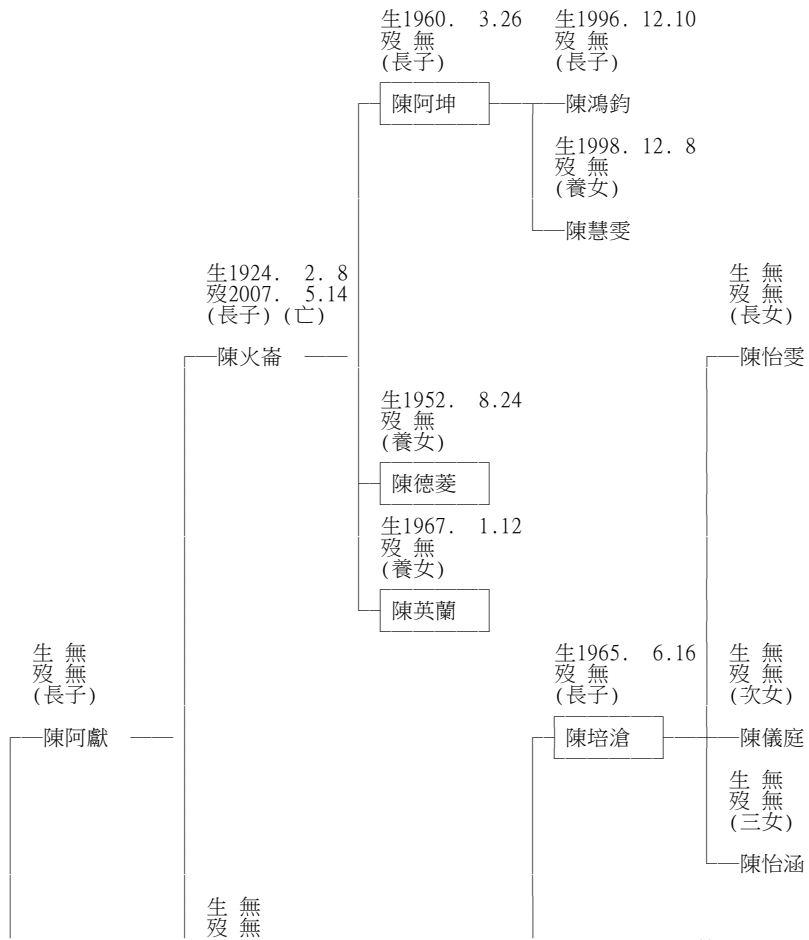 生1960. 3.26
歿 無
(長子)
陳阿坤
生1996. 12.10
歿 無
(長子)
陳鴻鈞
生1998. 12. 8
歿 無
(養女)
陳慧雯
生1924. 2. 8
歿2007. 5.14
(長子)(亡)
陳火崙
生 無
歿 無
(長女)
陳怡雯
生1952. 8.24
歿 無
(養女)
陳德菱
生1967. 1.12
歿 無
(養女)
陳英蘭
生 無
歿 無
(長子)
陳阿獻
生1965. 6.16
歿 無
(長子)
陳培滄
生 無
歿 無
(次女)
陳儀庭
生 無
歿 無
(三女)
陳怡涵
生 無
歿 無